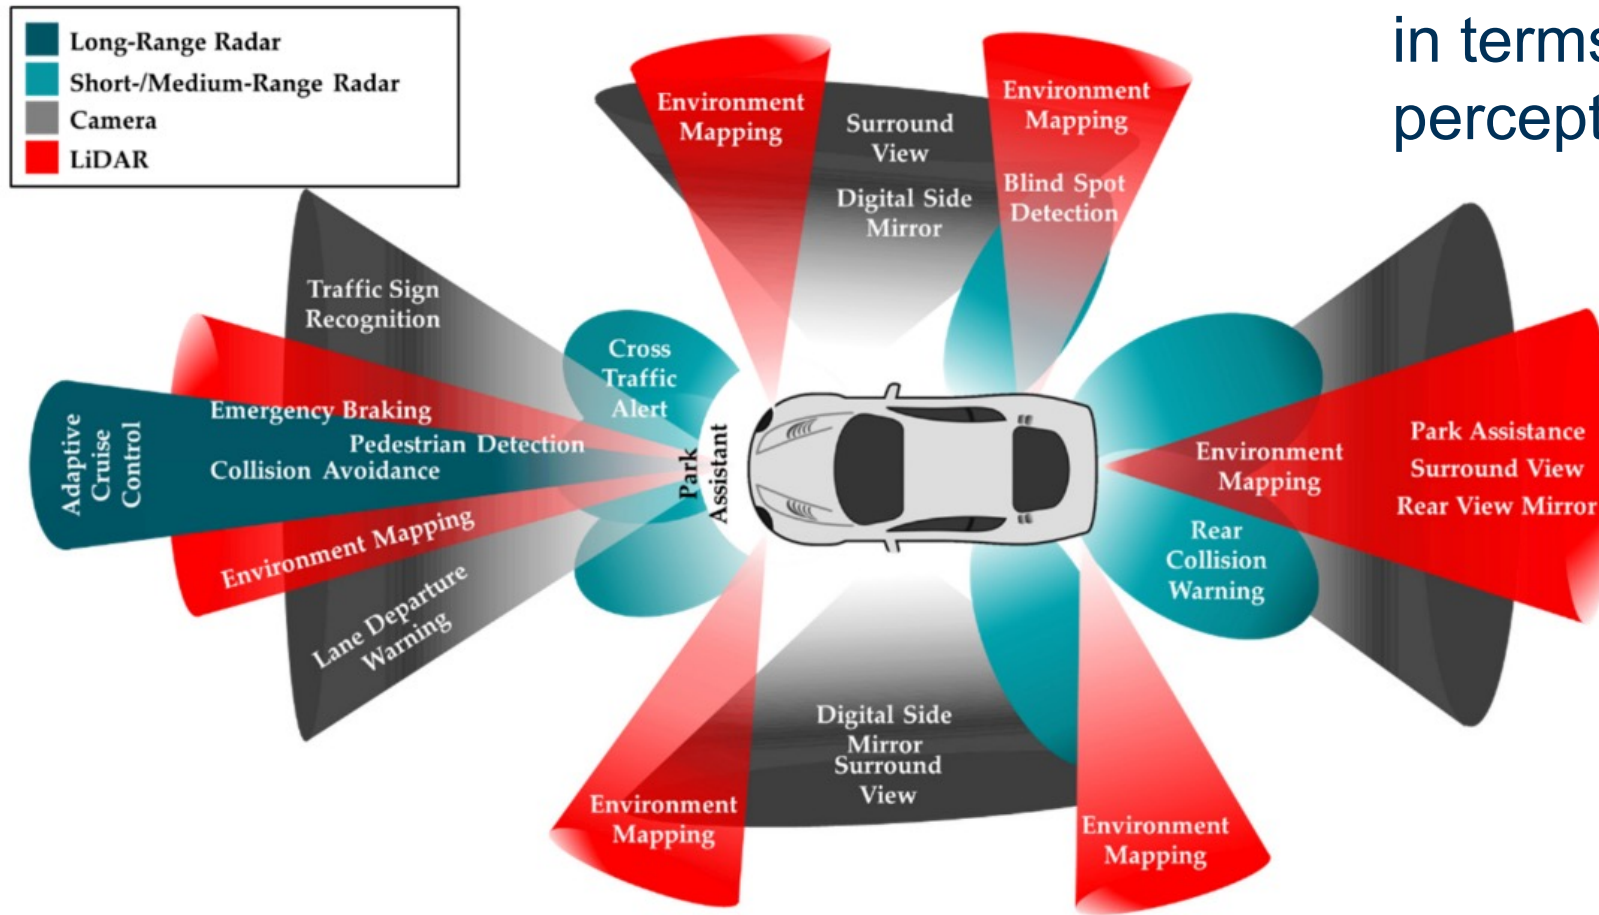 Long-Range Radar
Short-/Medium-Range Radar
Camera
LiDAR
in terms
percept
Environment
Mapping
Surround
View
Digital Side
Mirror
Environment
Mapping
Blind Spot
Detection
Traffic Sign
Recognition
Cross
Traffic
Alert
Adaptive
Cruise
Control
Emergency Braking
Pedestrian Detection
Collision Avoidance
Park
Assistant
Environment Mapping
Lane Departure
Warning
Environment
Mapping
Park Assistance
Surround View
Rear View Mirror
Rear
Collision
Warning
Digital Side
Mirror
Surround
View
Environment
Mapping
Environment
Mapping